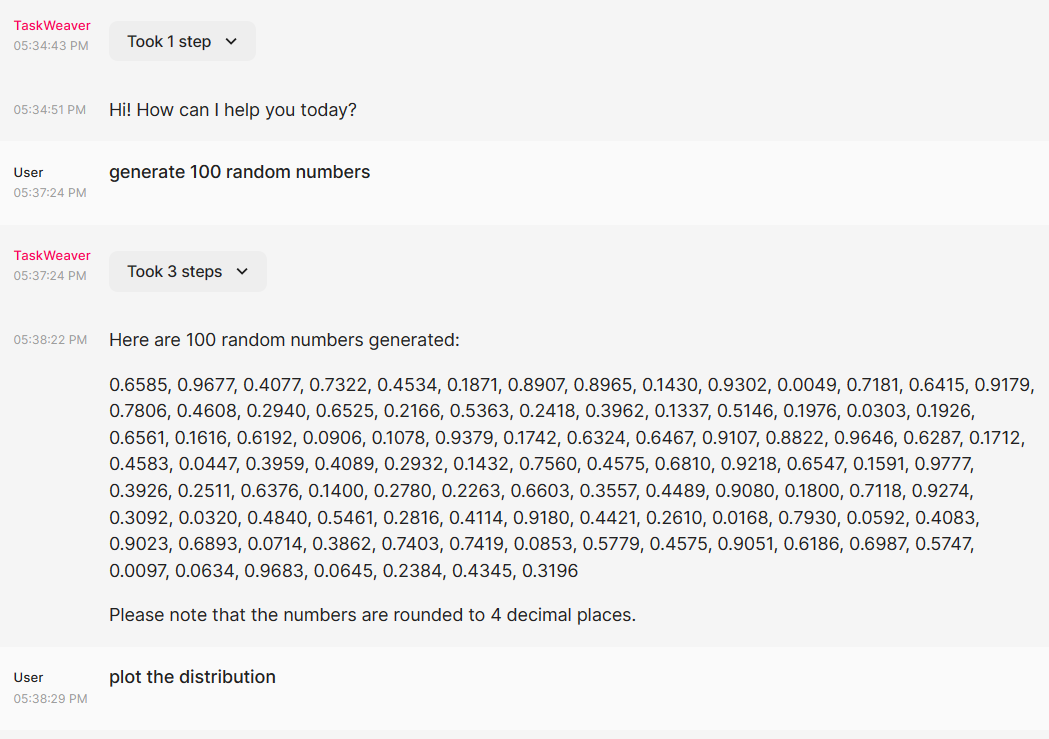 TaskWeaver
05:34:43 PM
Took 1 step
05:34:51 PM
Hi! How can I help you today?
User
generate 100 random numbers
05:37:24 PM
TaskWeaver
05:37:24 PM
Took 3 steps
05:38:22 PM
Here are 100 random numbers generated:
0.6585, 0.9677, 0.4077, 0.7322, 0.4534, 0.1871, 0.8907, 0.8965, 0.1430, 0.9302, 0.0049, 0.7181, 0.6415, 0.9179,
0.7806, 0.4608, 0.2940, 0.6525, 0.2166, 0.5363, 0.2418, 0.3962, 0.1337, 0.5146, 0.1976, 0.0303, 0.1926,
0.6561, 0.1616, 0.6192, 0.0906, 0.1078, 0.9379, 0.1742, 0.6324, 0.6467, 0.9107, 0.8822, 0.9646, 0.6287, 0.1712,
0.4583, 0.0447, 0.3959, 0.4089, 0.2932, 0.1432, 0.7560, 0.4575, 0.6810, 0.9218, 0.6547, 0.1591, 0.9777,
0.3926, 0.2511, 0.6376, 0.1400, 0.2780, 0.2263, 0.6603, 0.3557, 0.4489, 0.9080, 0.1800, 0.7118, 0.9274,
0.3092, 0.0320, 0.4840, 0.5461, 0.2816, 0.4114, 0.9180, 0.4421, 0.2610, 0.0168, 0.7930, 0.0592, 0.4083,
0.9023, 0.6893, 0.0714, 0.3862, 0.7403, 0.7419, 0.0853, 0.5779, 0.4575, 0.9051, 0.6186, 0.6987, 0.5747,
0.0097, 0.0634, 0.9683, 0.0645, 0.2384, 0.4345, 0.3196
Please note that the numbers are rounded to 4 decimal places.
User
plot the distribution
05:38:29 PM